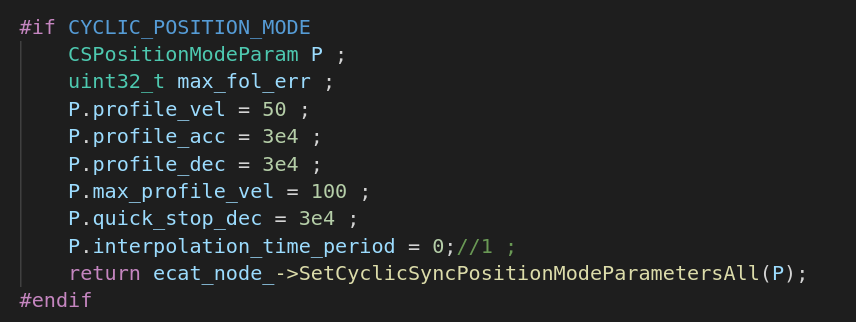 #if CYCLIC_POSITION_MODE
    CSPositionModeParam P ;
    uint32_t max_fol_err ;
    P.profile_vel = 50 ;
    P.profile_acc = 3e4 ;
    P.profile_dec = 3e4 ;
    P.max_profile_vel = 100 ;
    P.quick_stop_dec = 3e4 ;
    P.interpolation_time_period = 0;//1 ;
    return ecat_node_->SetCyclicSyncPositionModeParametersAll(P);
#endif